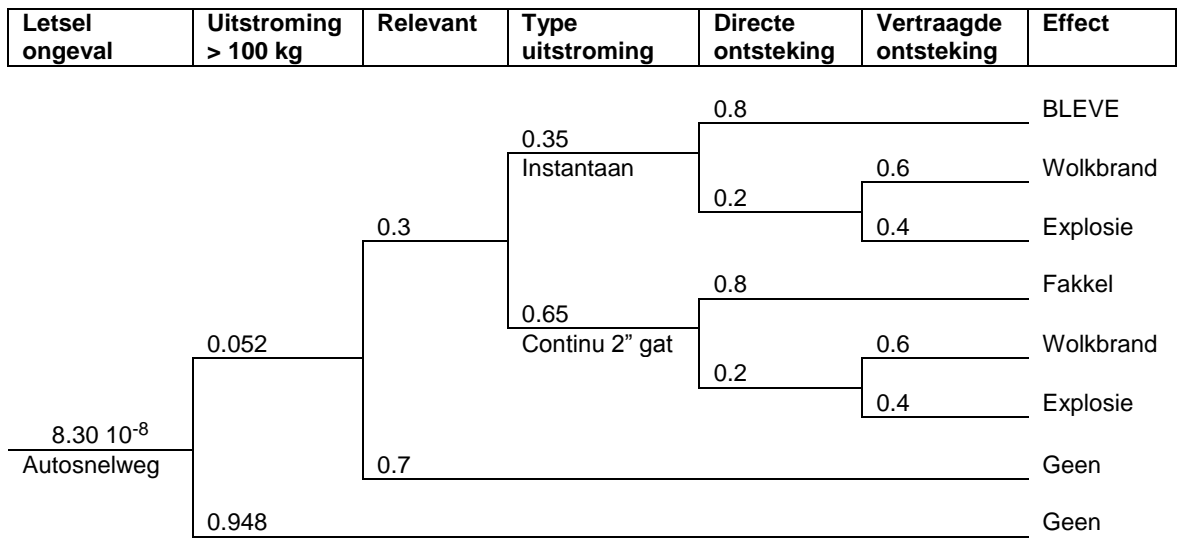 Letsel ongeval
Uitstroming > 100 kg
Relevant
Type uitstroming
Directe ontsteking
Vertraagde ontsteking
Effect
0.8
BLEVE
0.35
Instantaan
0.6
Wolkbrand
0.2
0.3
0.4
Explosie
0.8
Fakkel
0.65
0.052
Continu 2” gat
0.6
Wolkbrand
0.2
0.4
Explosie
8.30 10-8
Autosnelweg
0.7
Geen
0.948
Geen